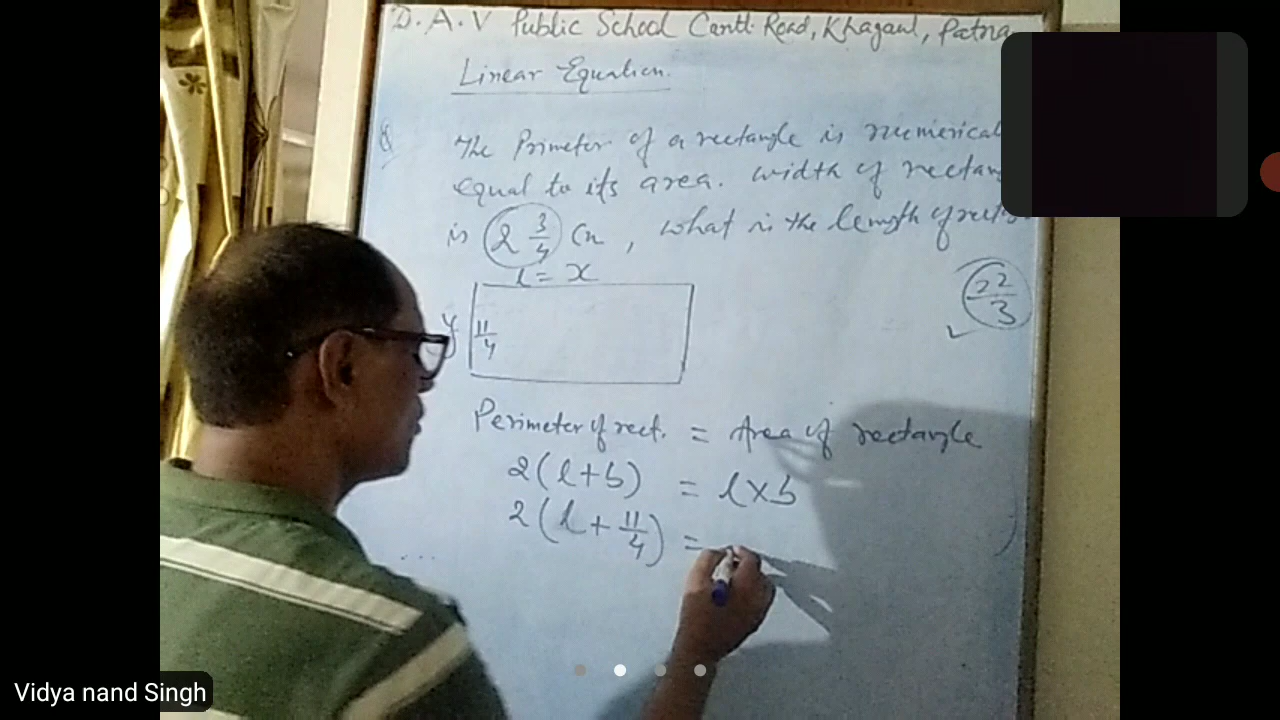 D.A.V Public School Cantt. Road, Khagaul, Patna
Linear Equation.
Q The Primeter of a rectangle is numerical
equal to its area. width of rectan
is 2 3/4 Cm, what is the length of rect
l = x
y 11/4
22/3
Perimeter of rect. = Area of rectangle
2(l+b) = l×b
2(l + 11/4) =
Vidya nand Singh